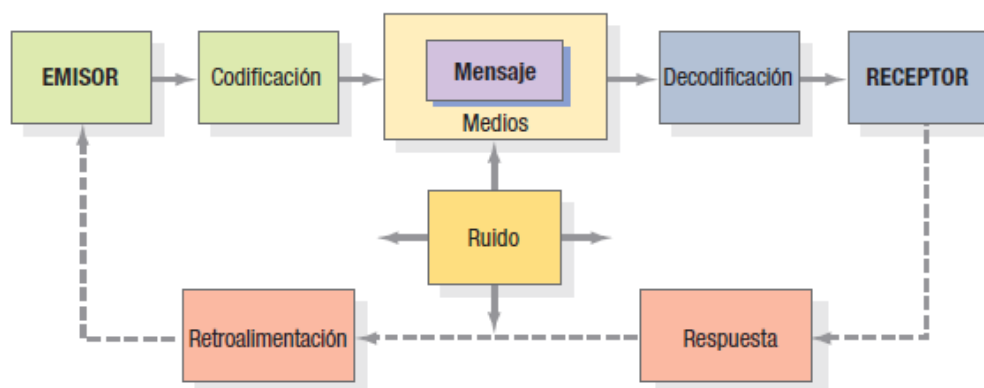 EMISOR
Codificación
Mensaje
Medios
Decodificación
RECEPTOR
Ruido
Retroalimentación
Respuesta